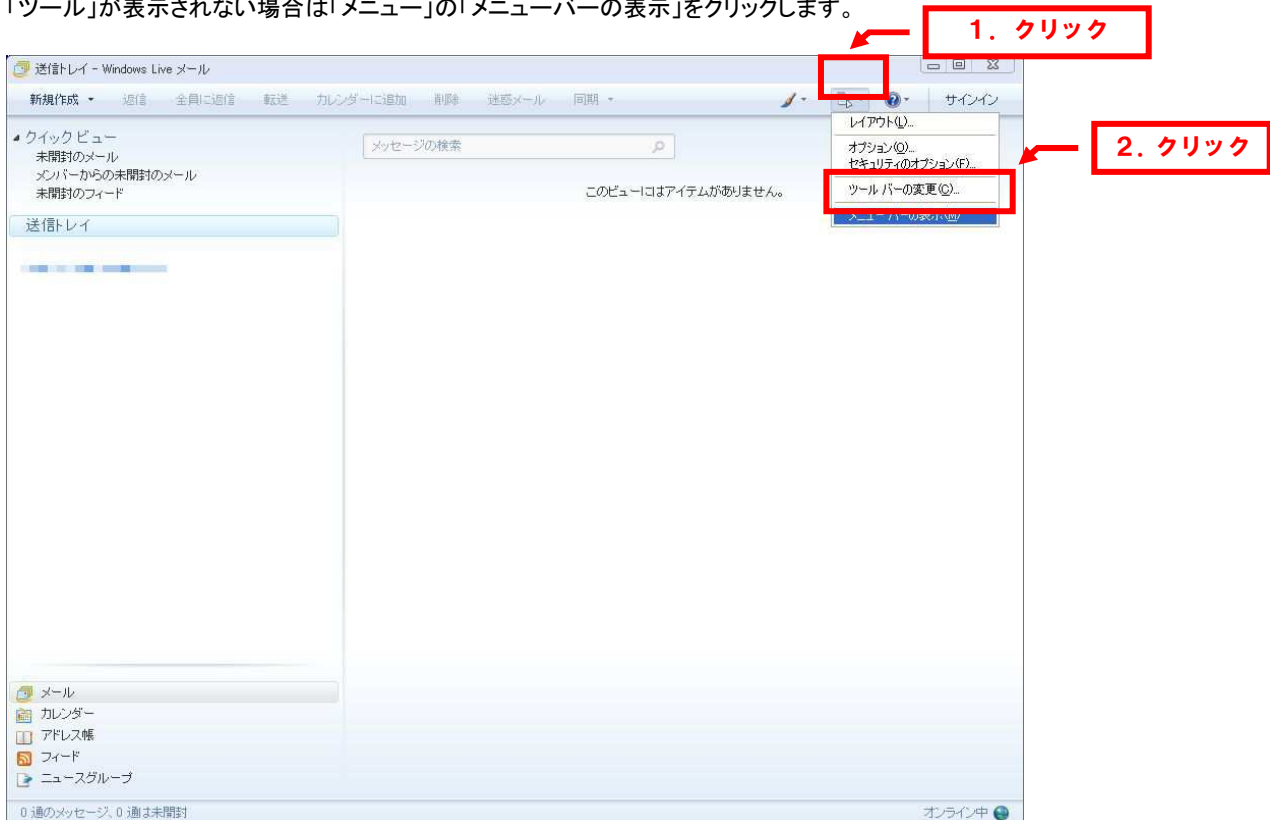 「ツール」が表示されない場合は「メニュー」の「メニューバーの表示」をクリックします。
1．クリック
送信トレイ - Windows Live メール
新規作成 返信 全員に返信 転送 カレンダーに追加 削除 迷惑メール 同期 サインイン
レイアウト(L)...
オプション(O)...
セキュリティのオプション(F)...
ツール バーの変更(C)...
メニュー バーの表示(M)
2．クリック
クイック ビュー
未開封のメール
メンバーからの未開封のメール
未開封のフィード
メッセージの検索
このビューにはアイテムがありません。
送信トレイ
メール
カレンダー
アドレス帳
フィード
ニュースグループ
0 通のメッセージ、0 通は未開封
オンライン中